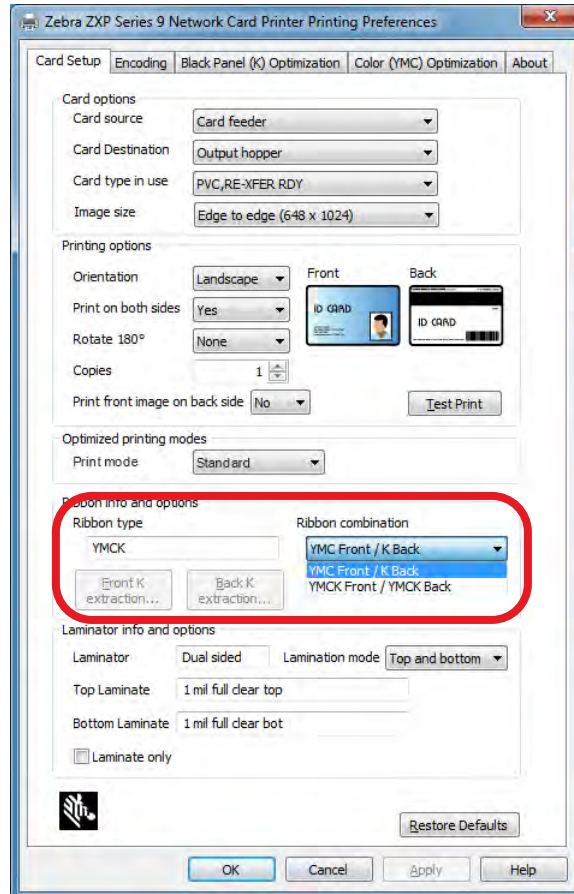 Zebra ZXP Series 9 Network Card Printer Printing Preferences
Card Setup Encoding Black Panel (K) Optimization Color (YMC) Optimization About
Card options
Card source Card feeder
Card Destination Output hopper
Card type in use PVC,RE-XFER RDY
Image size Edge to edge (648 x 1024)
Printing options
Orientation Landscape Front Back
Print on both sides Yes
ID CARD ID CARD
Rotate 180° None
Copies 1
Print front image on back side No Test Print
Optimized printing modes
Print mode Standard
Ribbon info and options
Ribbon type Ribbon combination
YMCK YMC Front / K Back
YMC Front / K Back
YMCK Front / YMCK Back
Front K extraction... Back K extraction...
Laminator info and options
Laminator Dual sided Lamination mode Top and bottom
Top Laminate 1 mil full clear top
Bottom Laminate 1 mil full clear bot
Laminate only
Restore Defaults
OK Cancel Apply Help